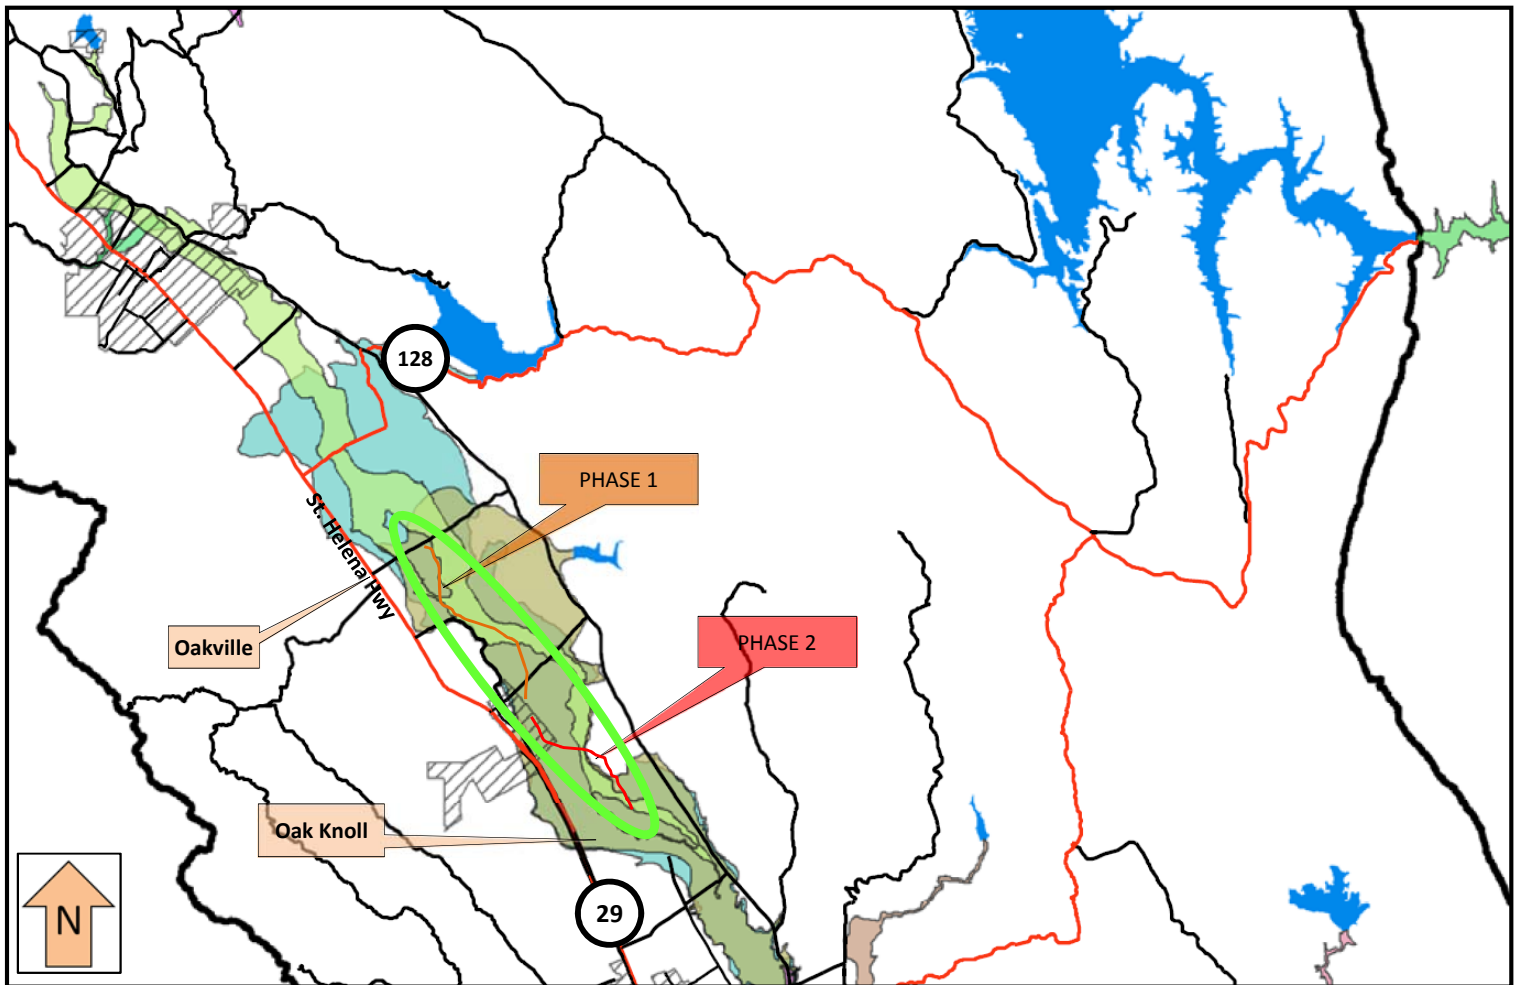 128
PHASE 1
St. Helena Hwy
PHASE 2
Oakville
Oak Knoll
29
N